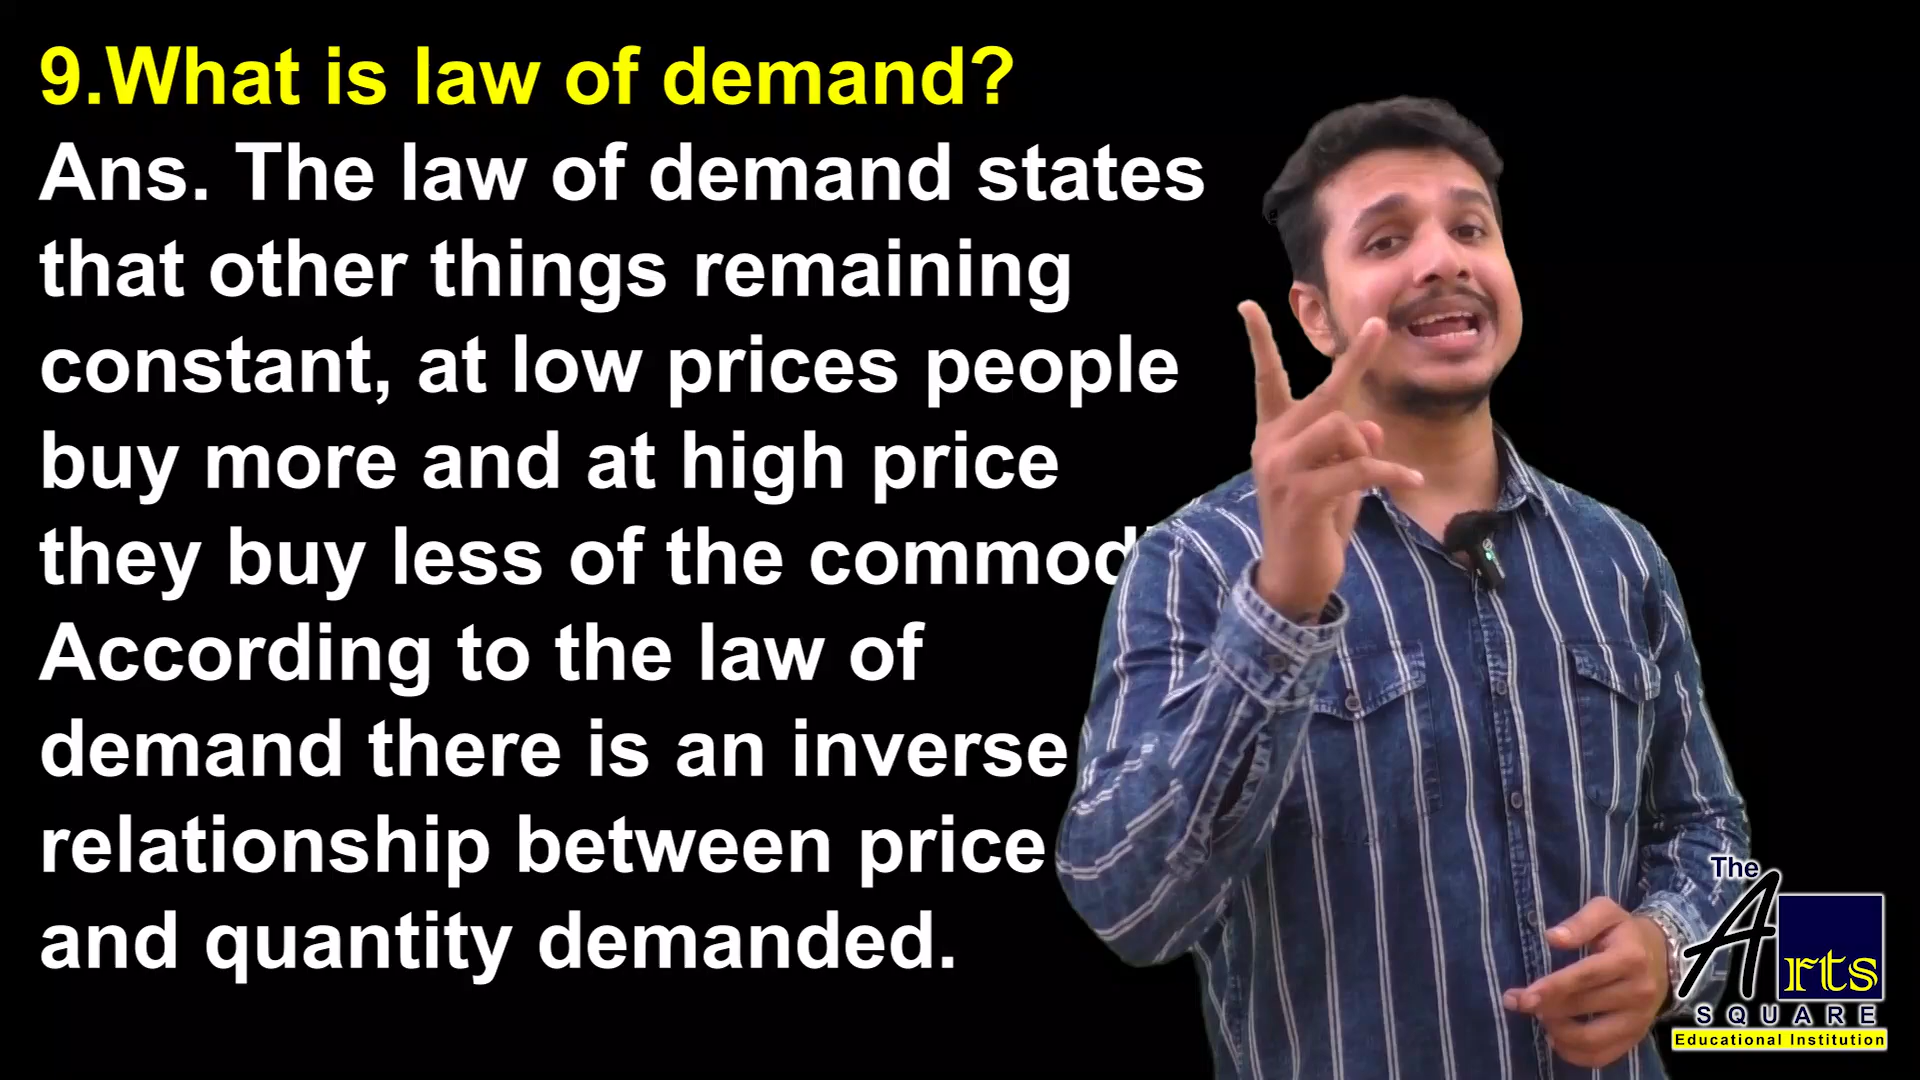 9.What is law of demand?
Ans. The law of demand states
that other things remaining
constant, at low prices people
buy more and at high price
they buy less of the
According to the law of
demand there is an inverse
relationship between price
and quantity demanded.
The
Arts
SQUARE
Educational Institution